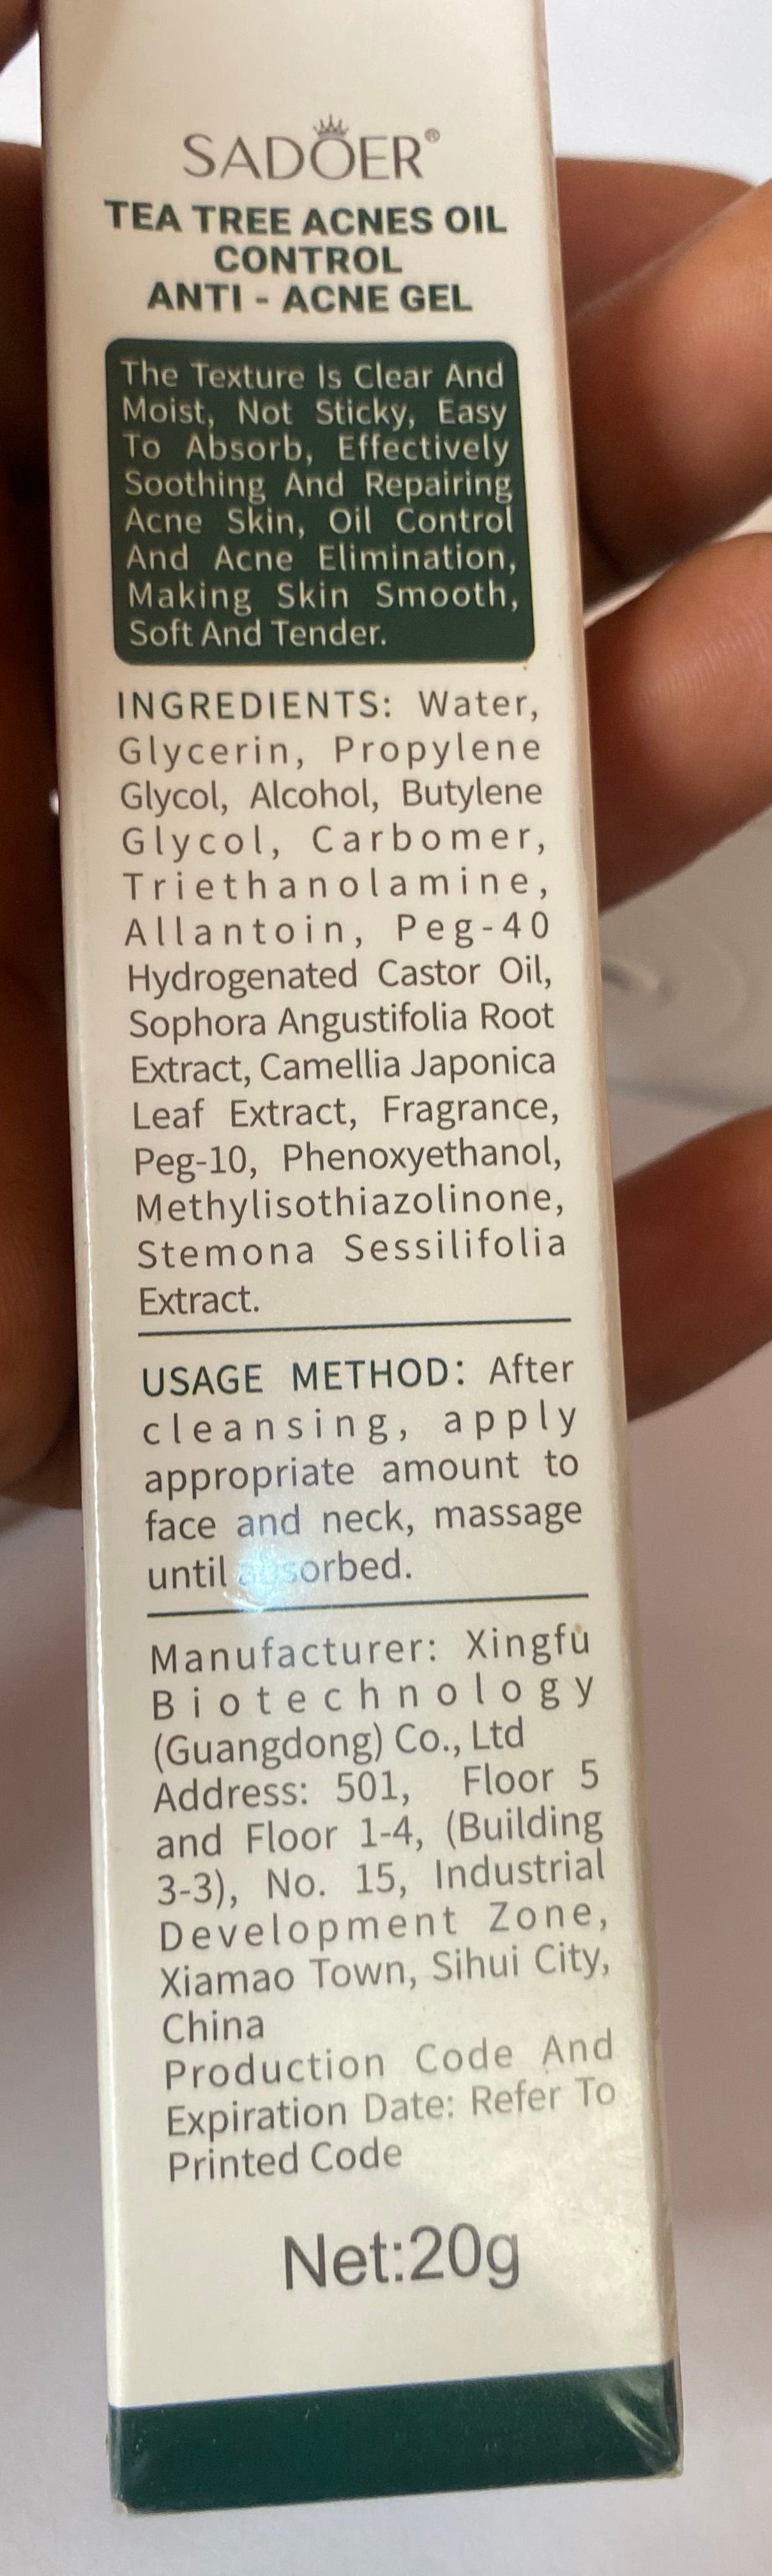 SADOER®
TEA TREE ACNES OIL
CONTROL
ANTI - ACNE GEL
The Texture Is Clear And
Moist, Not Sticky, Easy
To Absorb, Effectively
Soothing And Repairing
Acne Skin, Oil Control
And Acne Elimination,
Making Skin Smooth,
Soft And Tender.
INGREDIENTS: Water,
Glycerin, Propylene
Glycol, Alcohol, Butylene
Glycol, Carbomer,
Triethanolamine,
Allantoin, Peg-40
Hydrogenated Castor Oil,
Sophora Angustifolia Root
Extract, Camellia Japonica
Leaf Extract, Fragrance,
Peg-10, Phenoxyethanol,
Methylisothiazolinone,
Stemona Sessilifolia
Extract.
USAGE METHOD: After
cleansing, apply
appropriate amount to
face and neck, massage
until absorbed.
Manufacturer: Xingfu
Biotechnology
(Guangdong) Co., Ltd
Address: 501, Floor 5
and Floor 1-4, (Building
3-3), No. 15, Industrial
Development Zone,
Xiamao Town, Sihui City,
China
Production Code And
Expiration Date: Refer To
Printed Code
Net:20g